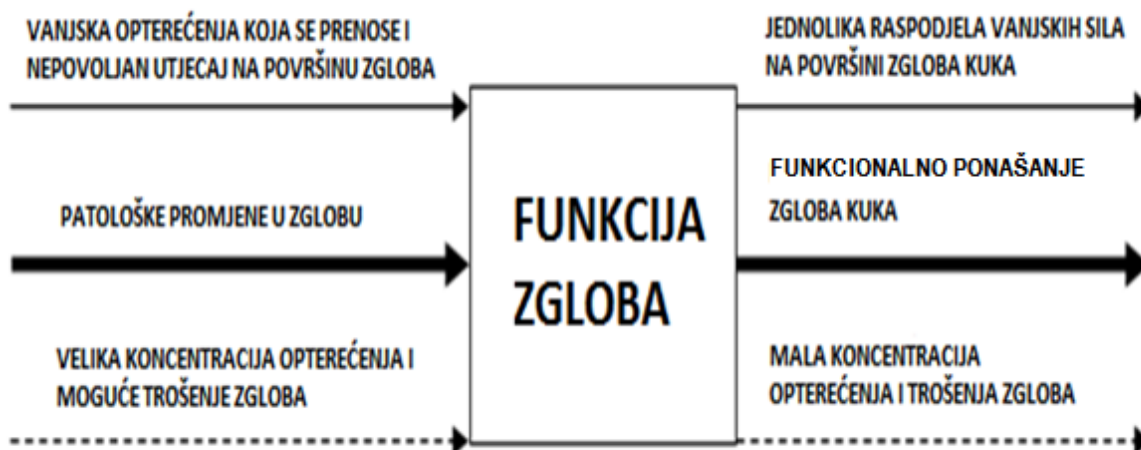 VANJSKA OPTEREĆENJA KOJA SE PRENOSE I
NEPOVOLJAN UTJECAJ NA POVRŠINU ZGLOBA
PATOLOŠKE PROMJENE U ZGLOBU
VELIKA KONCENTRACIJA OPTEREĆENJA I
MOGUĆE TROŠENJE ZGLOBA
FUNKCIJA
ZGLOBA
JEDNOLIKA RASPODJELA VANJSKIH SILA
NA POVRŠINI ZGLOBA KUKA
FUNKCIONALNO PONAŠANJE
ZGLOBA KUKA
MALA KONCENTRACIJA
OPTEREĆENJA I TROŠENJA ZGLOBA